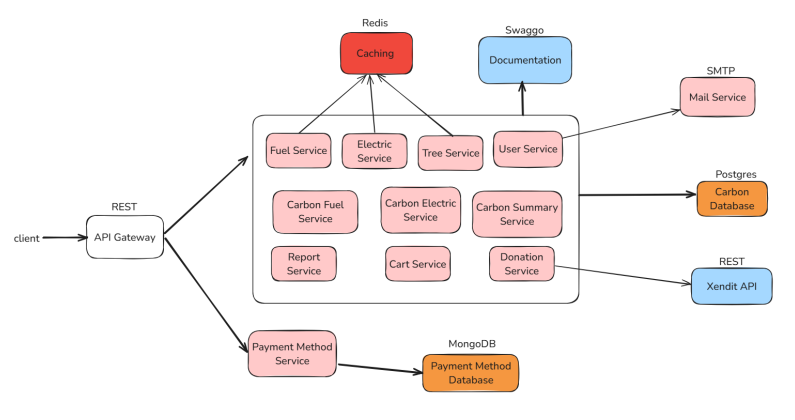 Redis
Caching
Swaggo
Documentation
SMTP
Mail Service
Fuel Service
Electric
Service
Tree Service
User Service
Postgres
Carbon
Database
REST
API Gateway
client
Carbon Fuel
Service
Carbon Electric
Service
Carbon Summary
Service
Report
Service
Cart Service
Donation
Service
REST
Xendit API
Payment Method
Service
MongoDB
Payment Method
Database